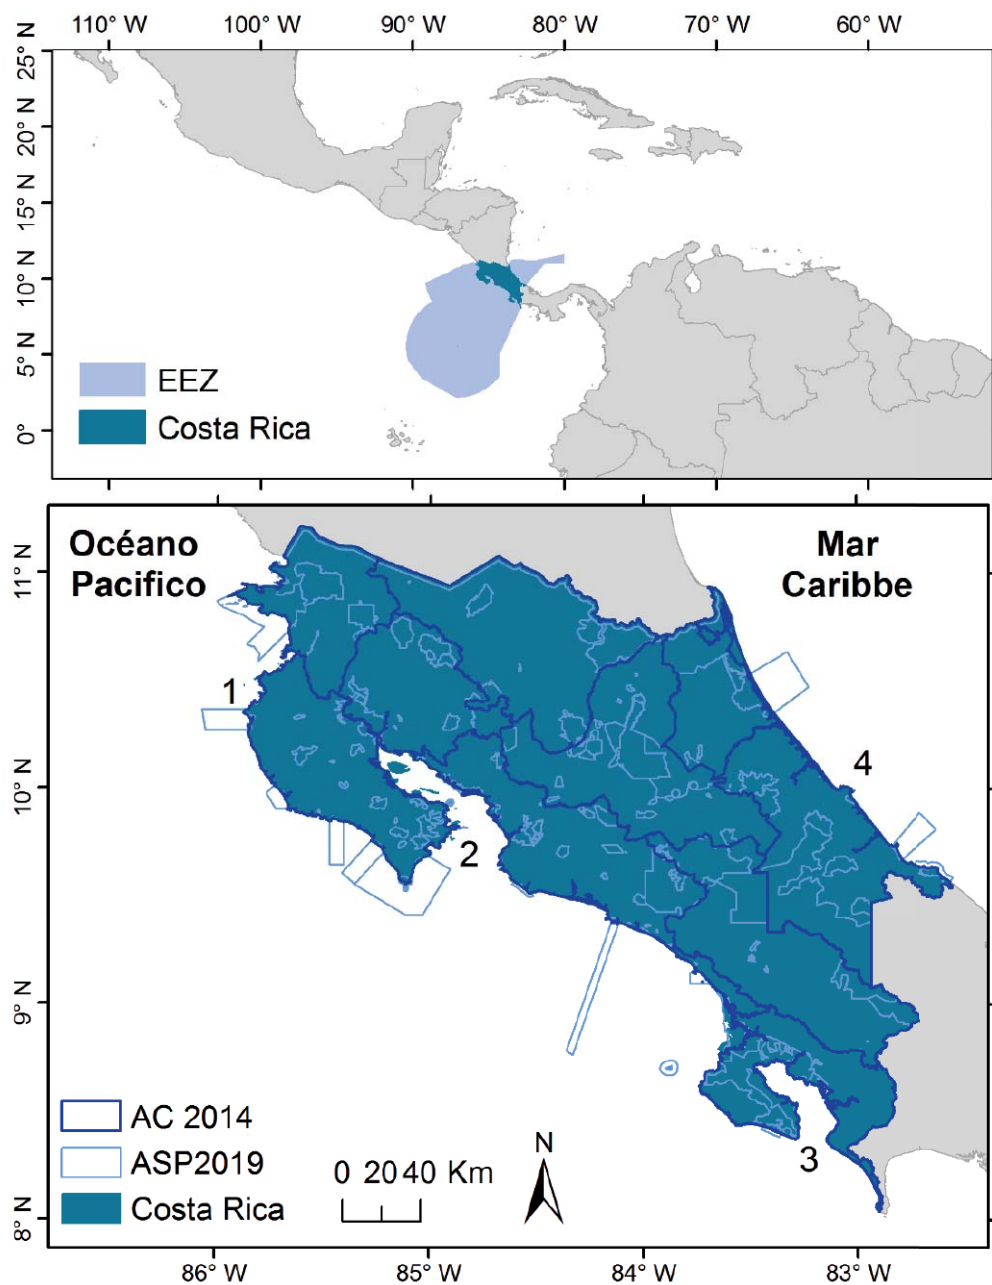 110° W 100° W 90° W 80° W 70° W 60° W
25° N
20° N
15° N
10° N
5° N
0°
EEZ
Costa Rica
Océano
Pacifico
Mar
Caribbe
11° N
10° N
9° N
8° N
1
2
3
4
AC 2014
ASP2019
Costa Rica
0 20 40 Km
N
86° W 85° W 84° W 83° W